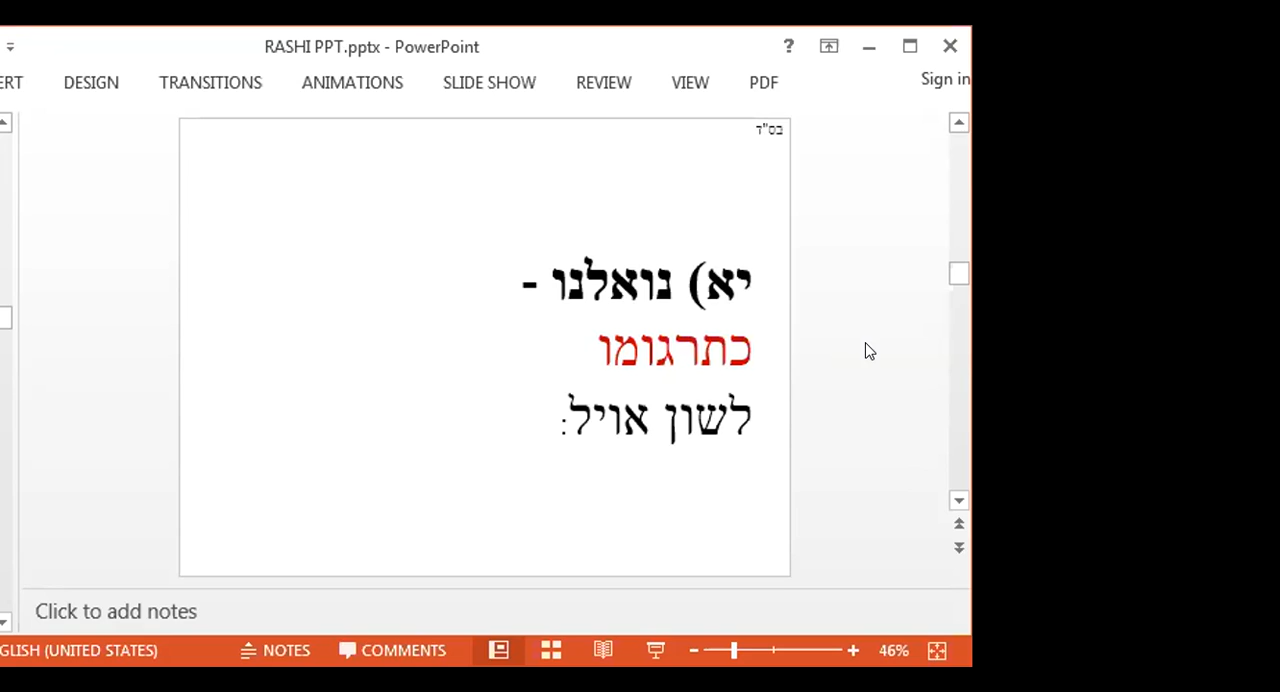 RASHI PPT.pptx - PowerPoint
?
ERT DESIGN TRANSITIONS ANIMATIONS SLIDE SHOW REVIEW VIEW PDF Sign in
בס"ד
יא) נואלנו -
כתרגומו
לשון אויל:
Click to add notes
GLISH (UNITED STATES) NOTES COMMENTS 46%